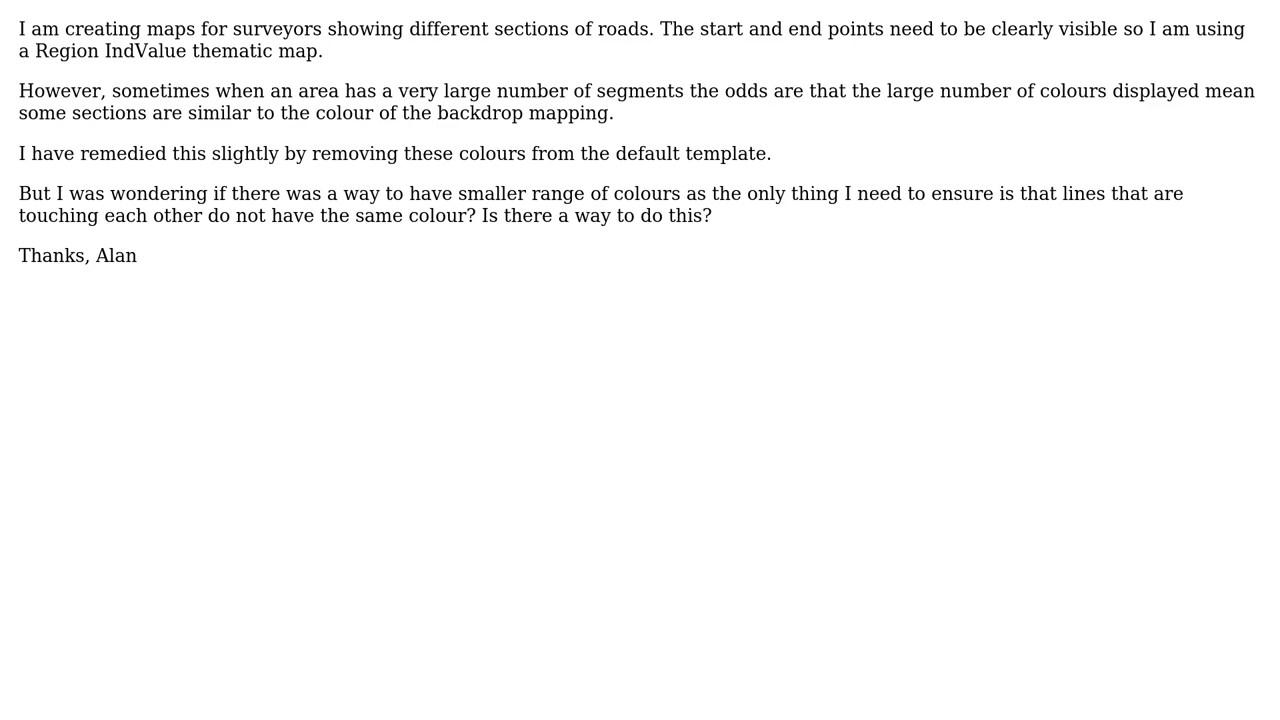 I am creating maps for surveyors showing different sections of roads. The start and end points need to be clearly visible so I am using
a Region IndValue thematic map.
However, sometimes when an area has a very large number of segments the odds are that the large number of colours displayed mean
some sections are similar to the colour of the backdrop mapping.
I have remedied this slightly by removing these colours from the default template.
But I was wondering if there was a way to have smaller range of colours as the only thing I need to ensure is that lines that are
touching each other do not have the same colour? Is there a way to do this?
Thanks, Alan